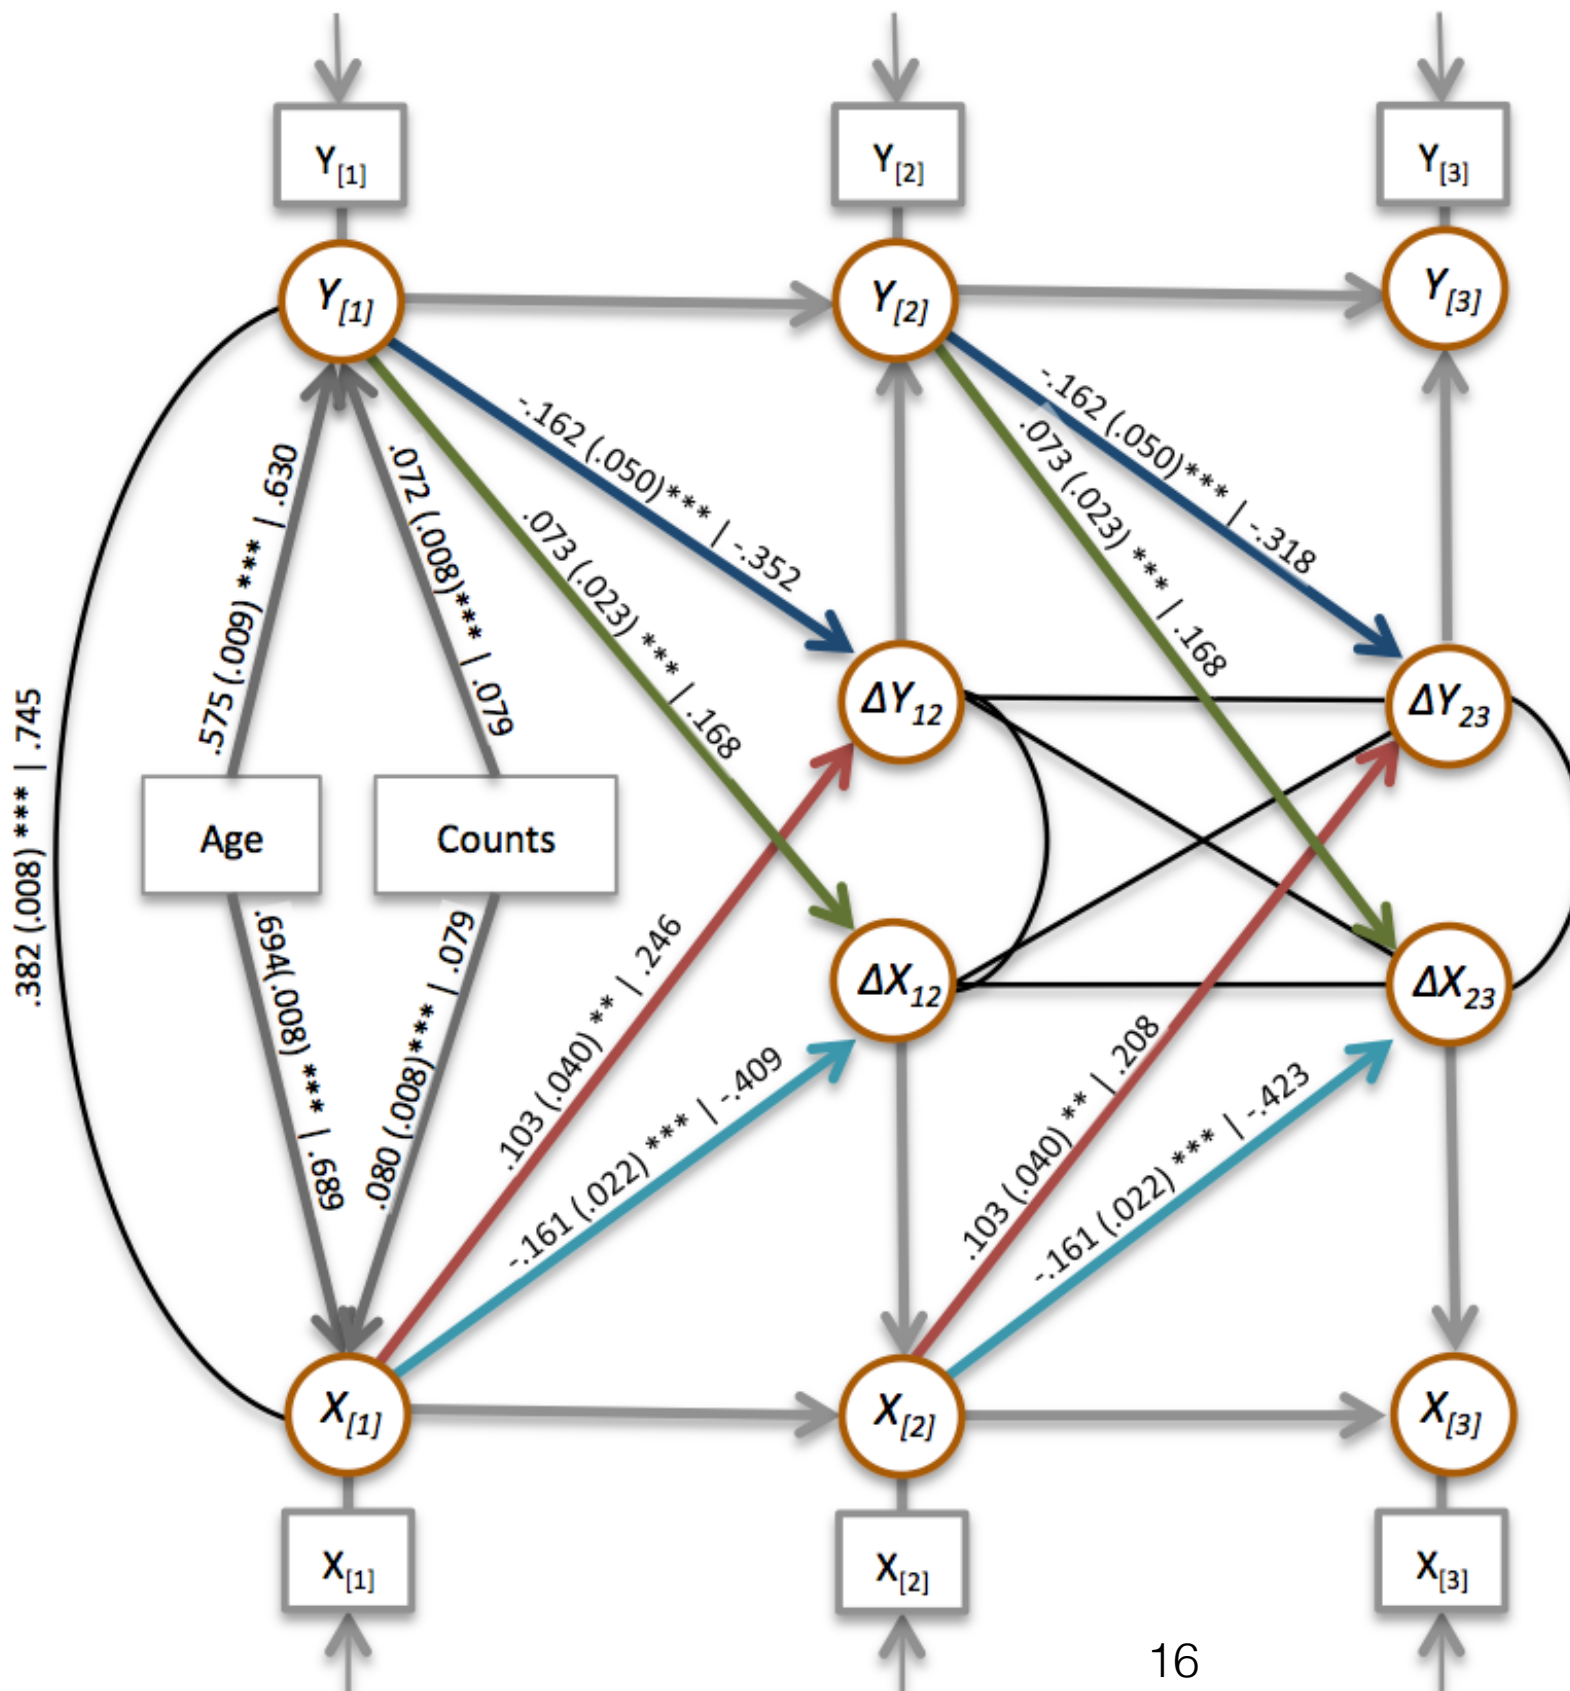 Y[1]
Y[2]
Y[3]
Y[1]
Y[2]
Y[3]
-.162 (.050)*** | -.352
-.162 (.050)*** | -.318
.073 (.023) *** | .168
.073 (.023) *** | .168
.575 (.009) *** | .630
.072 (.008)*** | .079
.382 (.008) *** | .745
ΔY12
ΔY23
Age
Counts
ΔX12
ΔX23
.694(.008) *** | .689
.080 (.008)*** | .079
.103 (.040) ** | .246
.103 (.040) ** | .208
-.161 (.022) *** | -.409
-.161 (.022) *** | -.423
X[1]
X[2]
X[3]
X[1]
X[2]
X[3]
16